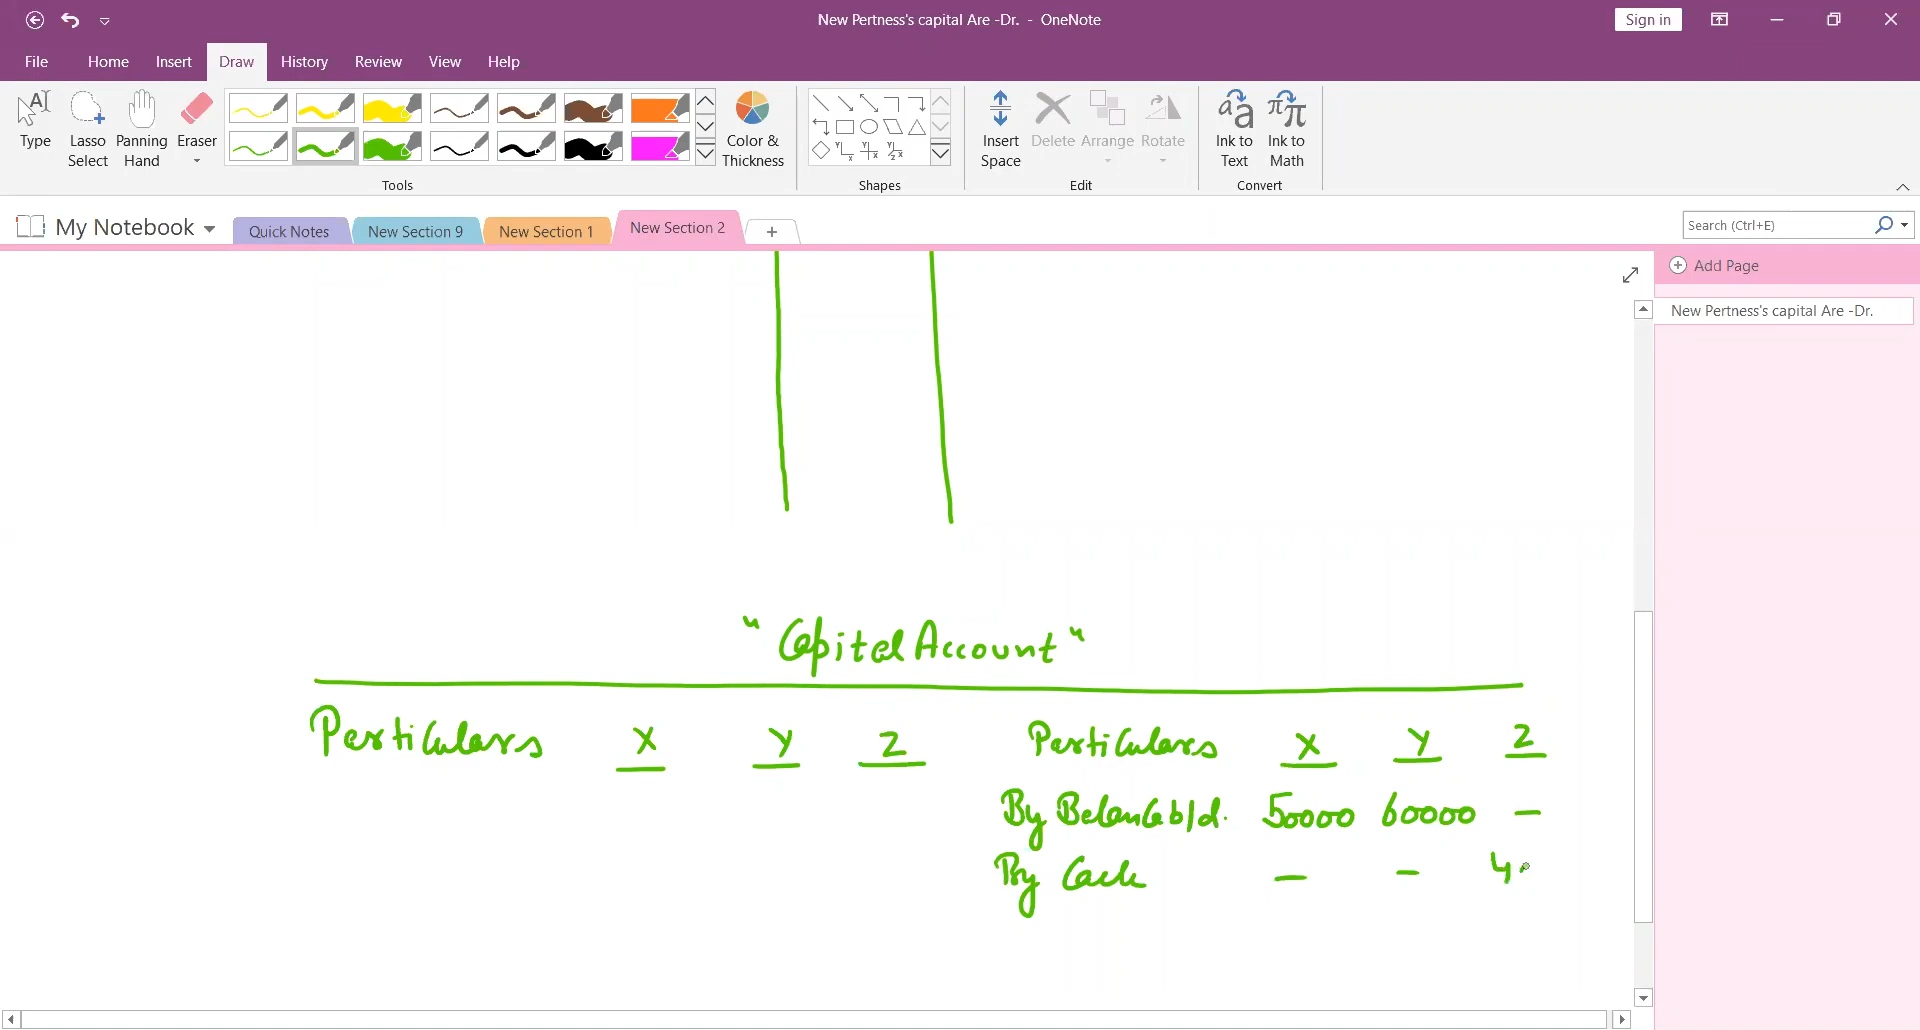 New Pertness's capital Are -Dr. - OneNote
Sign in
File Home Insert Draw History Review View Help
Type
Lasso Select
Panning Hand
Eraser
Color & Thickness
Insert Space
Delete
Arrange
Rotate
Ink to Text
Ink to Math
Tools Shapes Edit Convert
My Notebook Quick Notes New Section 9 New Section 1 New Section 2 +
Search (Ctrl+E)
Add Page
New Pertness's capital Are -Dr.
"Capital Account"
Perticulars X Y Z Perticulars X Y Z
By Balance b/d. 50000 60000 —
By Cash — — 4